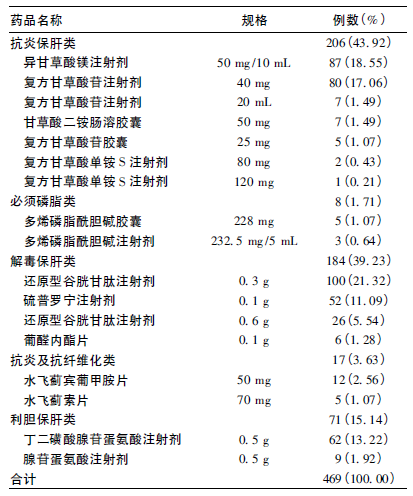 药品名称 规格 例数(%)
抗炎保肝类 206(43.92)
异甘草酸镁注射剂 50 mg/10 mL 87(18.55)
复方甘草酸苷注射剂 40 mg 80(17.06)
复方甘草酸苷注射剂 20 mL 7(1.49)
甘草酸二铵肠溶胶囊 50 mg 7(1.49)
复方甘草酸苷胶囊 25 mg 5(1.07)
复方甘草酸单铵S注射剂 80 mg 2(0.43)
复方甘草酸单铵S注射剂 120 mg 1(0.21)
必须磷脂类 8(1.71)
多烯磷脂酰胆碱胶囊 228 mg 5(1.07)
多烯磷脂酰胆碱注射剂 232.5 mg/5 mL 3(0.64)
解毒保肝类 184(39.23)
还原型谷胱甘肽注射剂 0.3 g 100(21.32)
硫普罗宁注射剂 0.1 g 52(11.09)
还原型谷胱甘肽注射剂 0.6 g 26(5.54)
葡醛内酯片 0.1 g 6(1.28)
抗炎及抗纤维化类 17(3.63)
水飞蓟宾葡甲胺片 50 mg 12(2.56)
水飞蓟素片 70 mg 5(1.07)
利胆保肝类 71(15.14)
丁二磺酸腺苷蛋氨酸注射剂 0.5 g 62(13.22)
腺苷蛋氨酸注射剂 0.5 g 9(1.92)
合计 469(100.00)